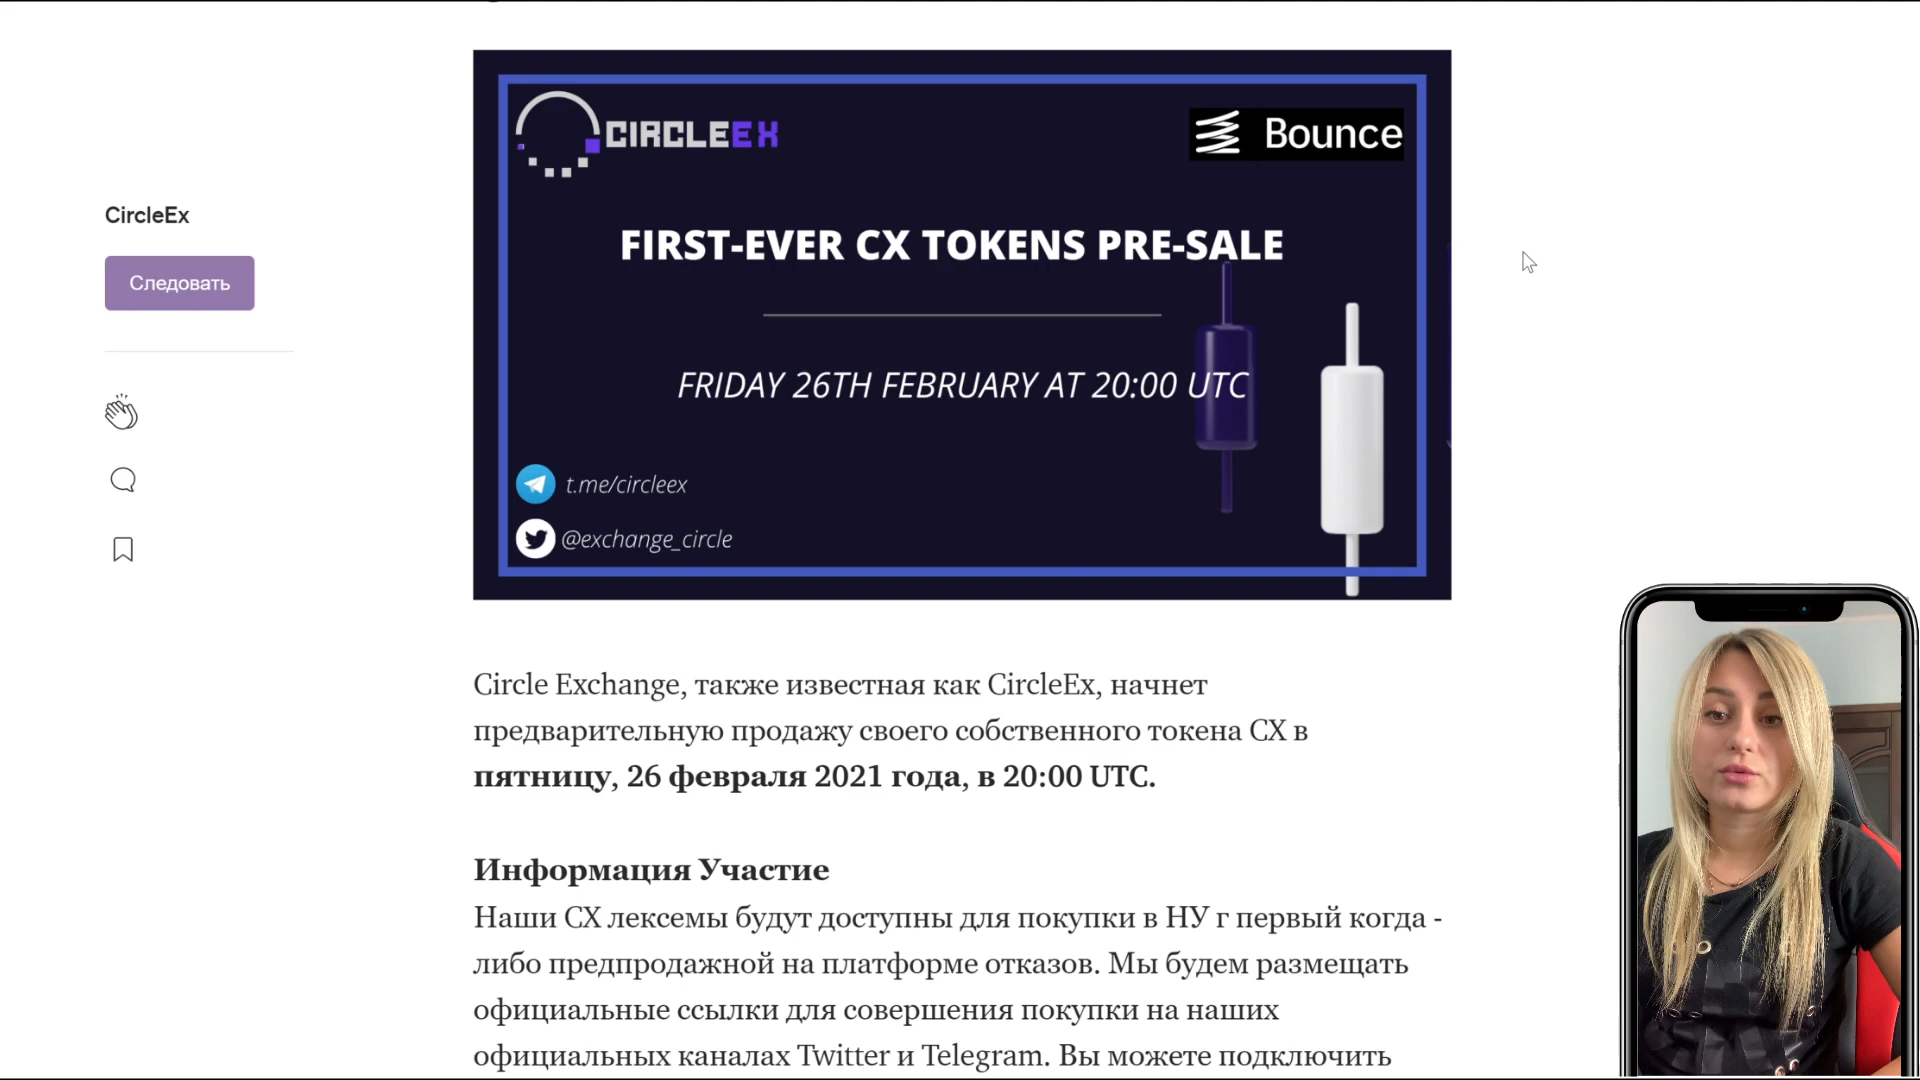 CIRCLEEX
Bounce
FIRST-EVER CX TOKENS PRE-SALE
FRIDAY 26TH FEBRUARY AT 20:00 UTC
t.me/circleex
@exchange_circle
CircleEx
Следовать
Circle Exchange, также известная как CircleEx, начнет
предварительную продажу своего собственного токена CX в
пятницу, 26 февраля 2021 года, в 20:00 UTC.
Информация Участие
Наши CX лексемы будут доступны для покупки в НУ г первый когда -
либо предпродажной на платформе отказов. Мы будем размещать
официальные ссылки для совершения покупки на наших
официальных каналах Twitter и Telegram. Вы можете подключить